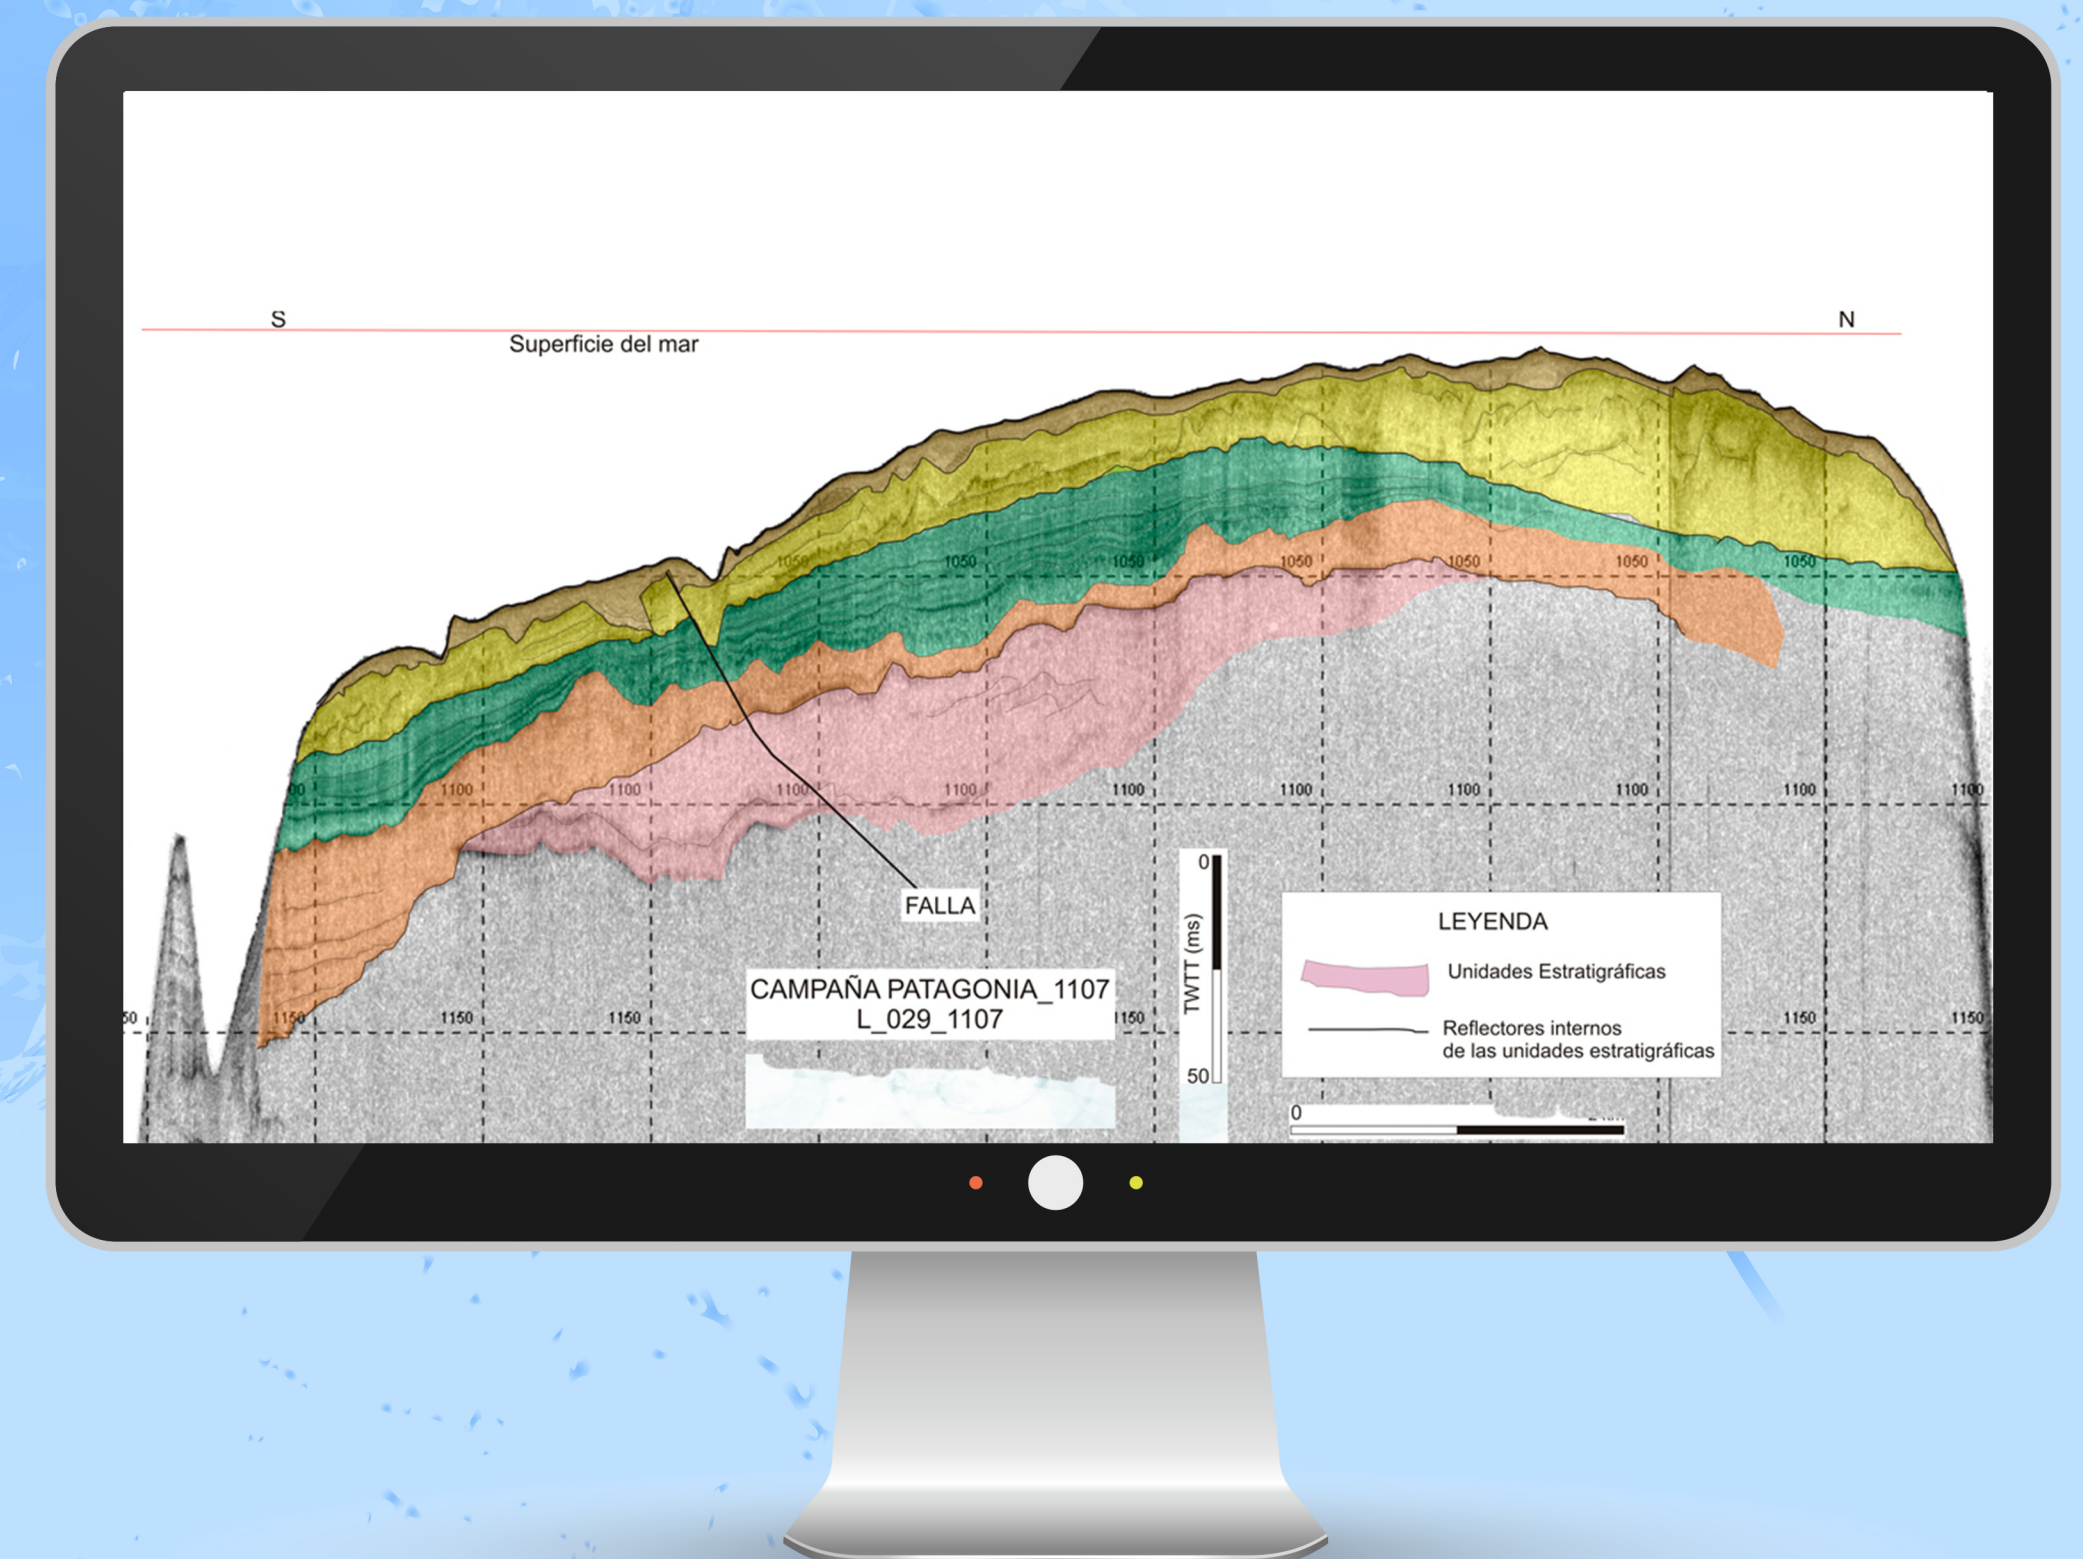 S
N
Superficie del mar
1050
1050
1050
1050
1050
1050
1050
1100
1100
1100
1100
1100
1100
1100
1100
1100
1100
FALLA
0
TWTT (ms)
50
LEYENDA
Unidades Estratigráficas
Reflectores internos
de las unidades estratigráficas
CAMPAÑA PATAGONIA_1107
L_029_1107
50
1150
1150
1150
1150
1150
1150
0